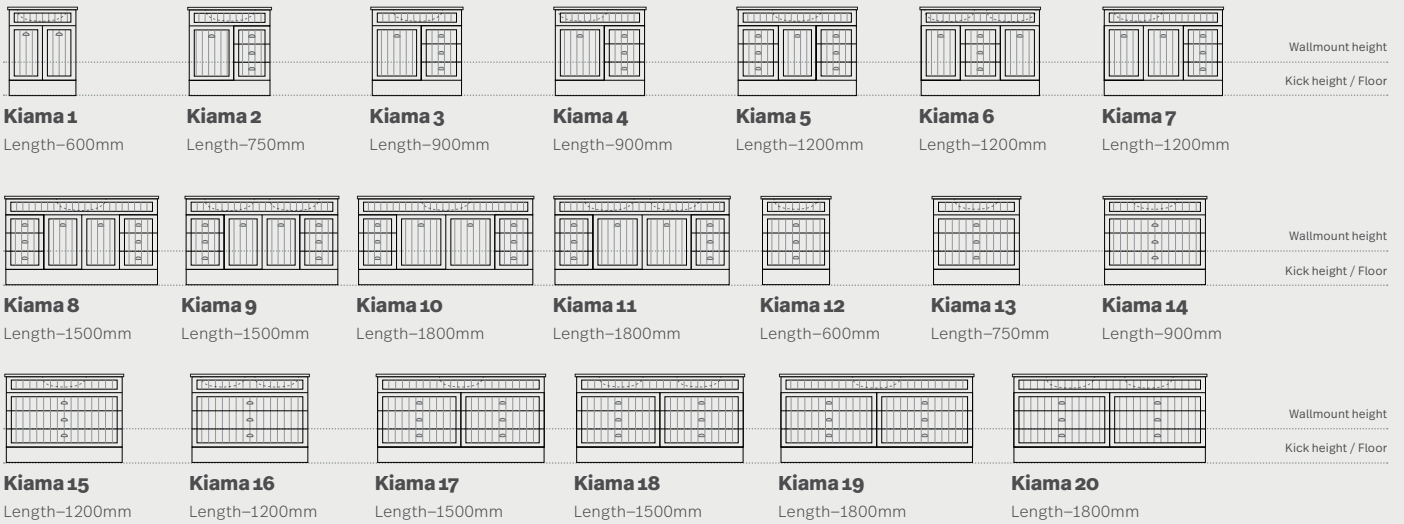 Wallmount height
Kick height / Floor
Kiama 1 Kiama 2 Kiama 3 Kiama 4 Kiama 5 Kiama 6 Kiama 7
Length–600mm Length–750mm Length–900mm Length–900mm Length–1200mm Length–1200mm Length–1200mm
Wallmount height
Kick height / Floor
Kiama 8 Kiama 9 Kiama 10 Kiama 11 Kiama 12 Kiama 13 Kiama 14
Length–1500mm Length–1500mm Length–1800mm Length–1800mm Length–600mm Length–750mm Length–900mm
Wallmount height
Kick height / Floor
Kiama 15 Kiama 16 Kiama 17 Kiama 18 Kiama 19 Kiama 20
Length–1200mm Length–1200mm Length–1500mm Length–1500mm Length–1800mm Length–1800mm